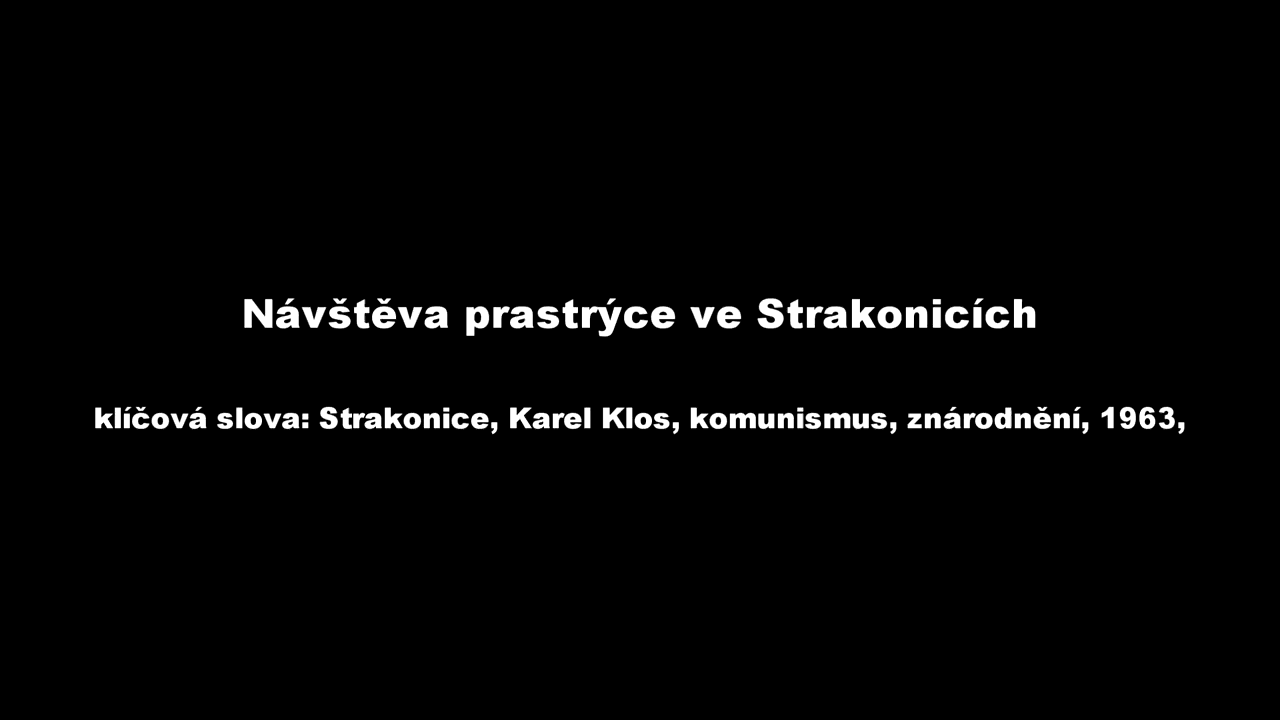 Návštěva prastrýce ve Strakonicích
klíčová slova: Strakonice, Karel Klos, komunismus, znárodnění, 1963,